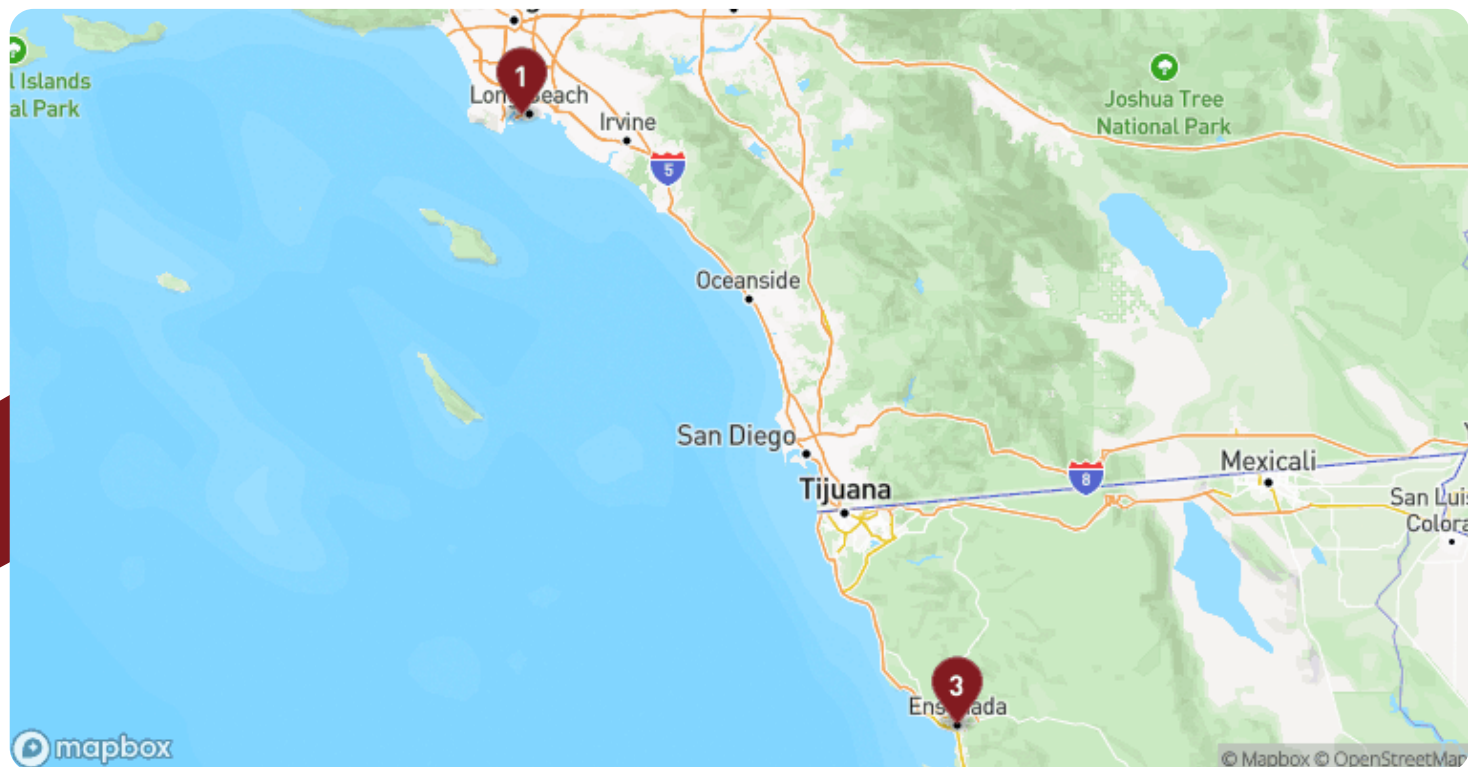 l Islands
al Park
1
Long Beach
Irvine
5
Joshua Tree
National Park
Oceanside
San Diego
Tijuana
8
Mexicali
San Luis
Colora
3
Ensenada
mapbox
© Mapbox © OpenStreetMap